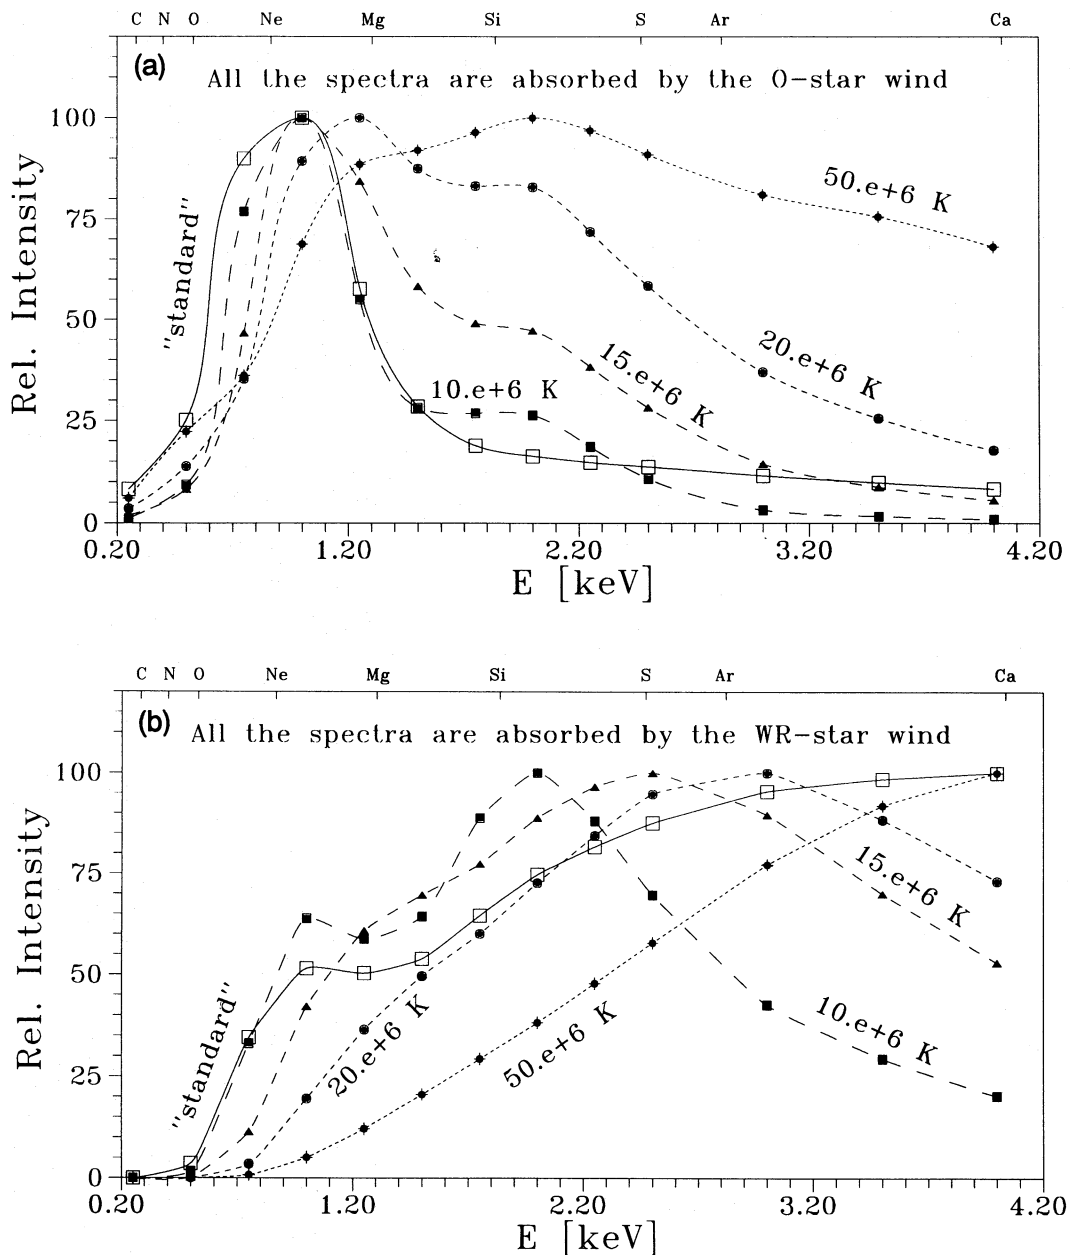 C N O Ne Mg Si S Ar Ca
(a)
All the spectra are absorbed by the O-star wind
100
75
50
25
0
Rel. Intensity
"standard"
50.e+6 K
20.e+6 K
15.e+6 K
10.e+6 K
0.20 1.20 2.20 3.20 4.20
E [keV]
C N O Ne Mg Si S Ar Ca
(b)
All the spectra are absorbed by the WR-star wind
100
75
50
25
0
Rel. Intensity
"standard"
20.e+6 K
50.e+6 K
15.e+6 K
10.e+6 K
0.20 1.20 2.20 3.20 4.20
E [keV]